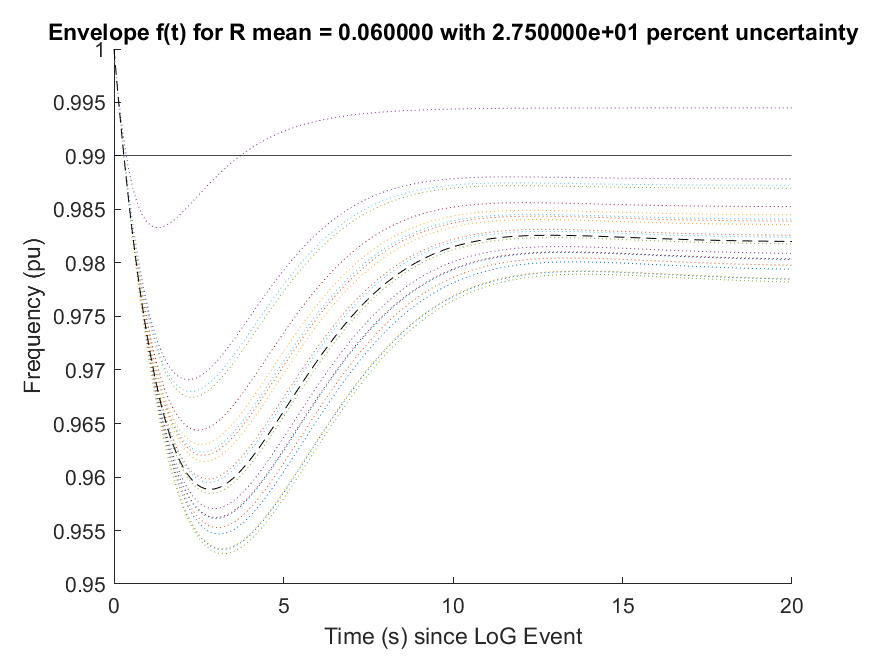 Envelope f(t) for R mean = 0.060000 with 2.750000e+01 percent uncertainty
1
0.995
0.99
0.985
0.98
0.975
0.97
0.965
0.96
0.955
0.95
Frequency (pu)
0 5 10 15 20
Time (s) since LoG Event